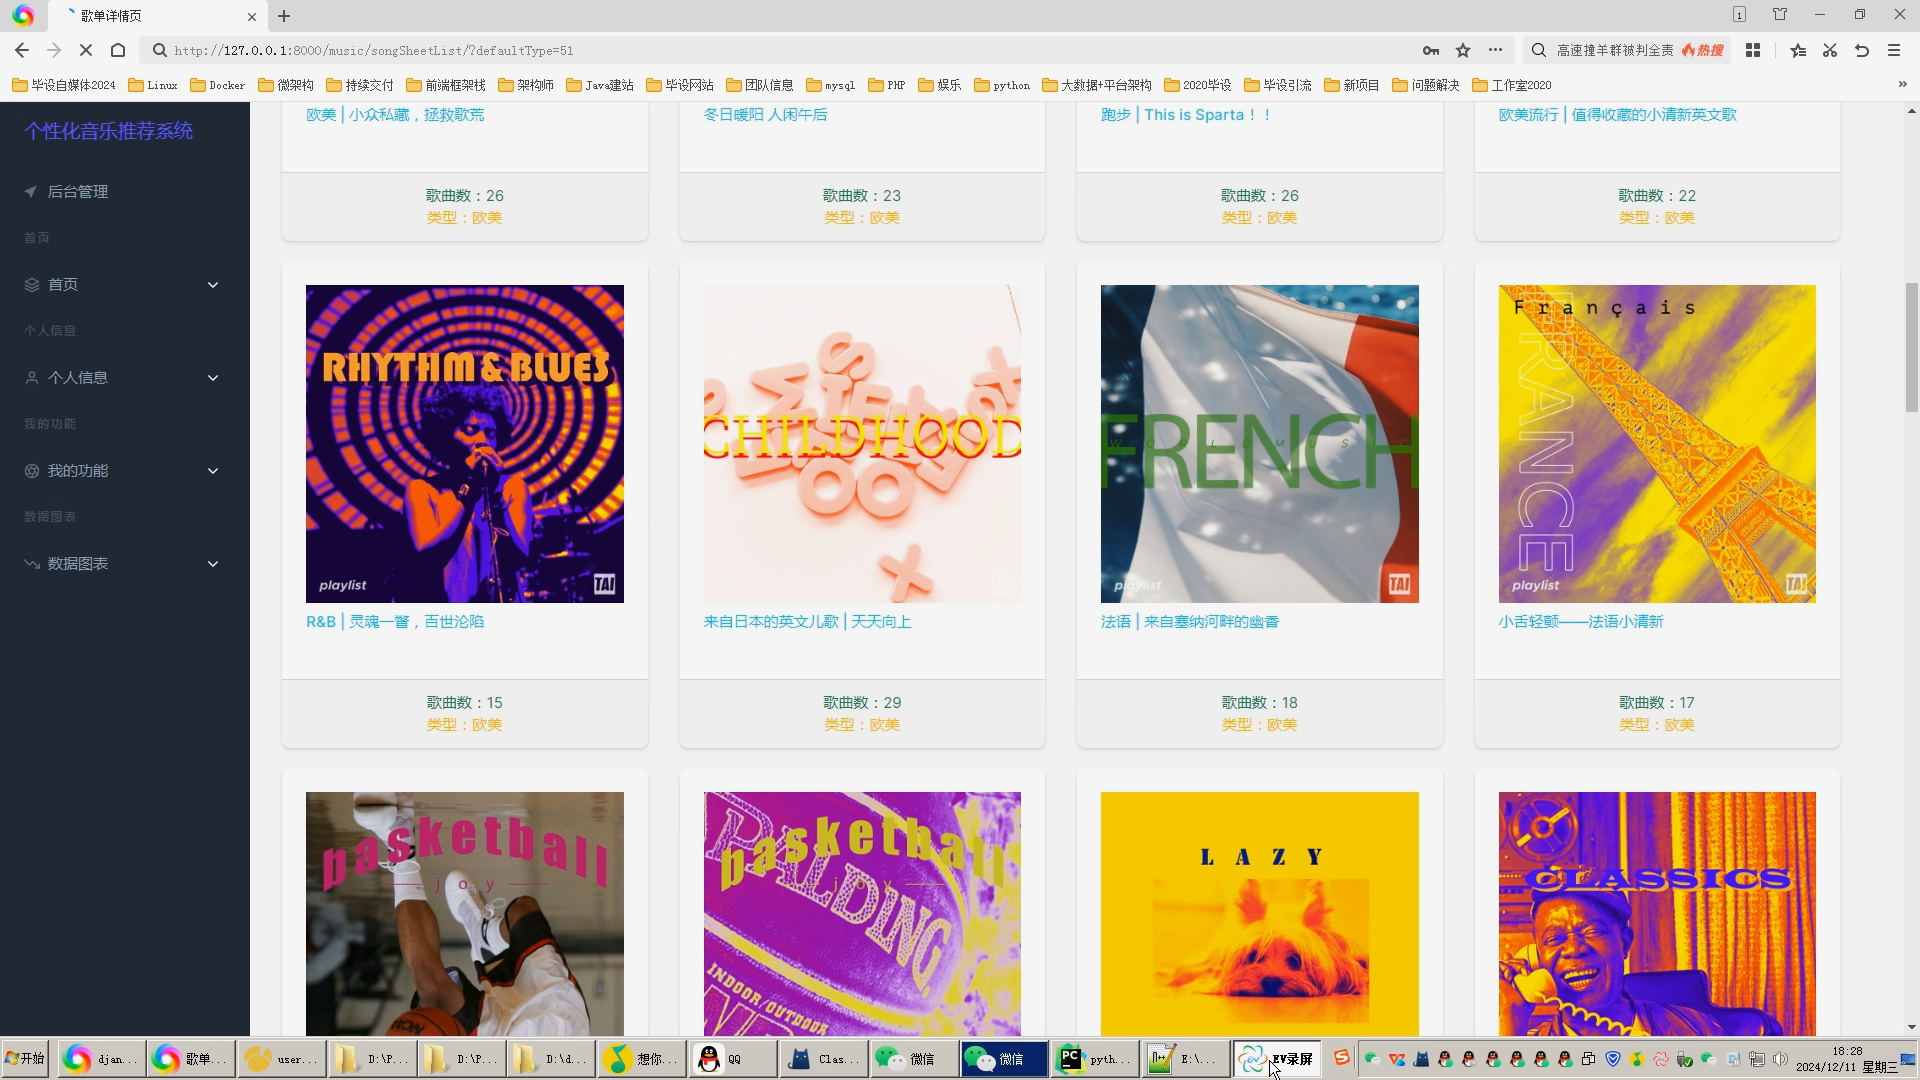 歌单详情页
http://127.0.0.1:8000/music/songSheetList/?defaultType=51
高速撞羊群被判全责
热搜
毕设自媒体2024
Linux
Docker
微架构
持续交付
前端框架栈
架构师
Java建站
毕设网站
团队信息
mysql
PHP
娱乐
python
大数据+平台架构
2020毕设
毕设引流
新项目
问题解决
工作室2020
个性化音乐推荐系统
后台管理
首页
首页
个人信息
个人信息
我的功能
我的功能
数据图表
数据图表
欧美 | 小众私藏，拯救歌荒
冬日暖阳 人闲午后
跑步 | This is Sparta！！
欧美流行 | 值得收藏的小清新英文歌
歌曲数：26
类型：欧美
歌曲数：23
类型：欧美
歌曲数：26
类型：欧美
歌曲数：22
类型：欧美
RHYTHM & BLUES
playlist
TAI
CHILDHOOD
WORLD MUSIC
FRENCH
playlist
TAI
Français
FRANCE
playlist
TAI
R&B | 灵魂一瞥，百世沦陷
来自日本的英文儿歌 | 天天向上
法语 | 来自塞纳河畔的幽香
小舌轻颤——法语小清新
歌曲数：15
类型：欧美
歌曲数：29
类型：欧美
歌曲数：18
类型：欧美
歌曲数：17
类型：欧美
basketball
joy
basketball
joy
SPALDING
INDOOR/OUTDOOR
LAZY
CLASSICS
开始
djan...
歌单...
user...
D:\P...
D:\P...
D:\d...
想你...
QQ
Clas...
微信
微信
pyth...
E:\...
EV录屏
18:28
2024/12/11 星期三